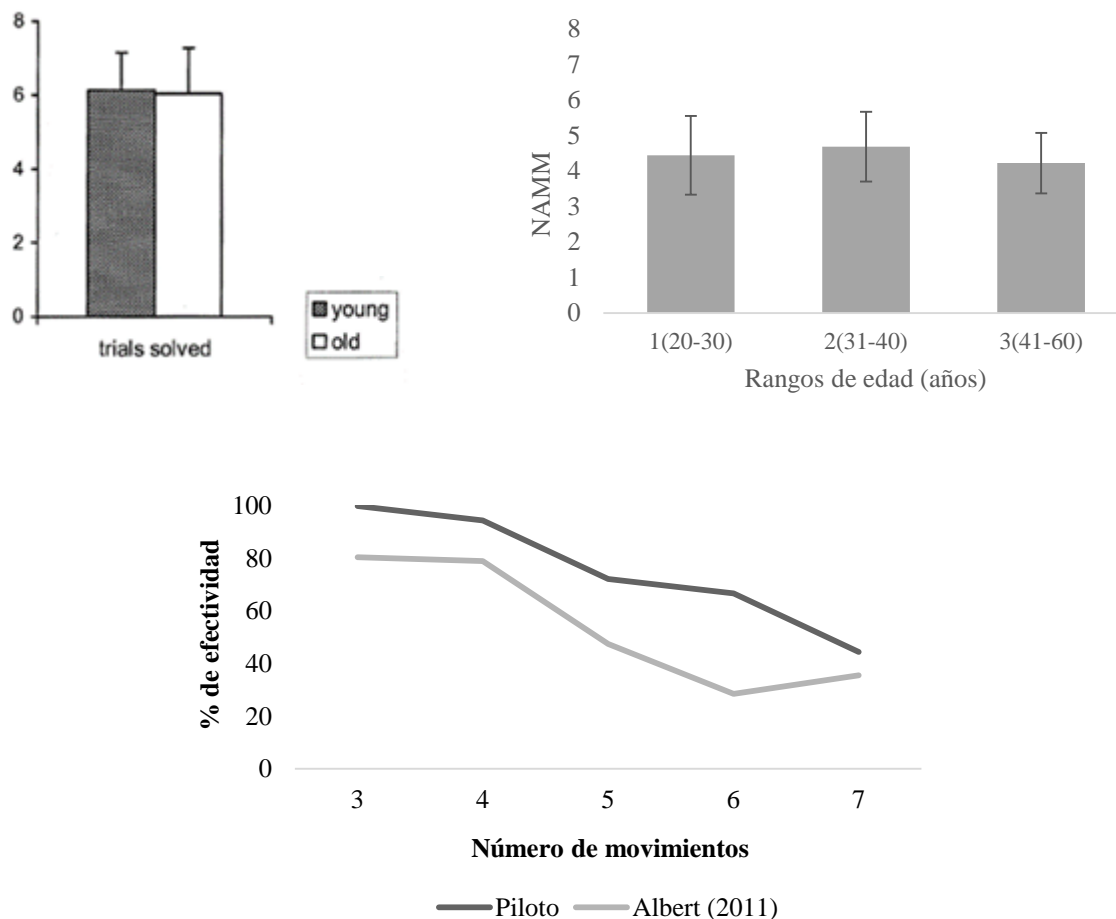 8
6
4
2
0
trials solved
young
old
8
7
6
5
4
3
2
1
0
NAMM
1(20-30) 2(31-40) 3(41-60)
Rangos de edad (años)
100
80
60
40
20
0
% de efectividad
3 4 5 6 7
Número de movimientos
Piloto Albert (2011)